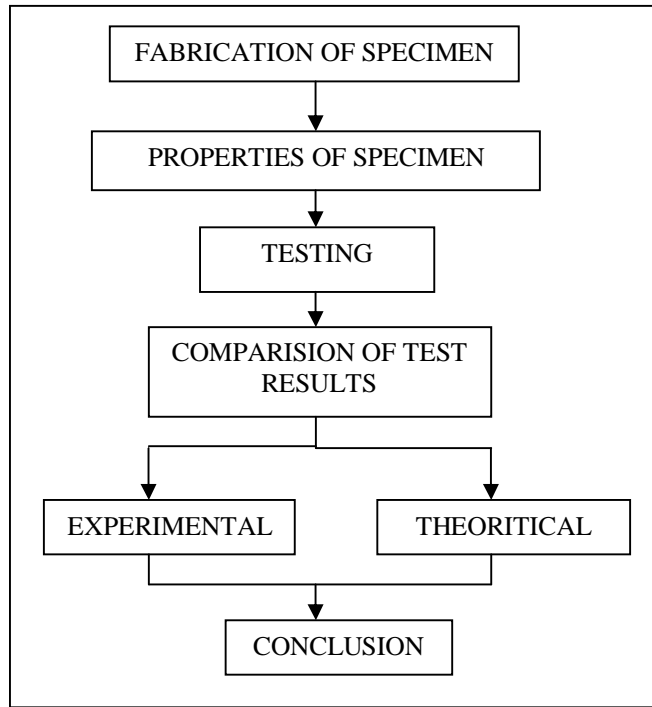 FABRICATION OF SPECIMEN
PROPERTIES OF SPECIMEN
TESTING
COMPARISION OF TEST
RESULTS
EXPERIMENTAL
THEORITICAL
CONCLUSION